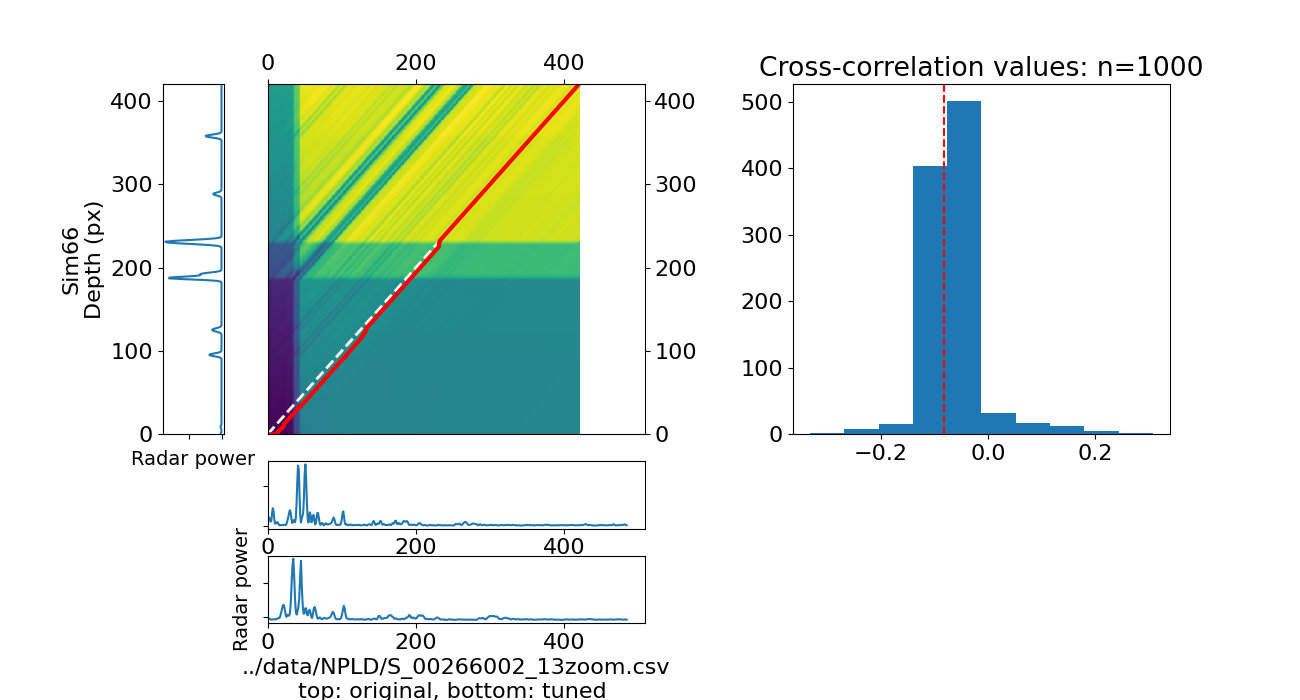 Cross-correlation values: n=1000
0 200 400
400
300
200
100
0
Sim66
Depth (px)
Radar power
400
300
200
100
0
500
400
300
200
100
0
−0.2 0.0 0.2
0 200 400
Radar power
0 200 400
../data/NPLD/S_00266002_13zoom.csv
top: original, bottom: tuned